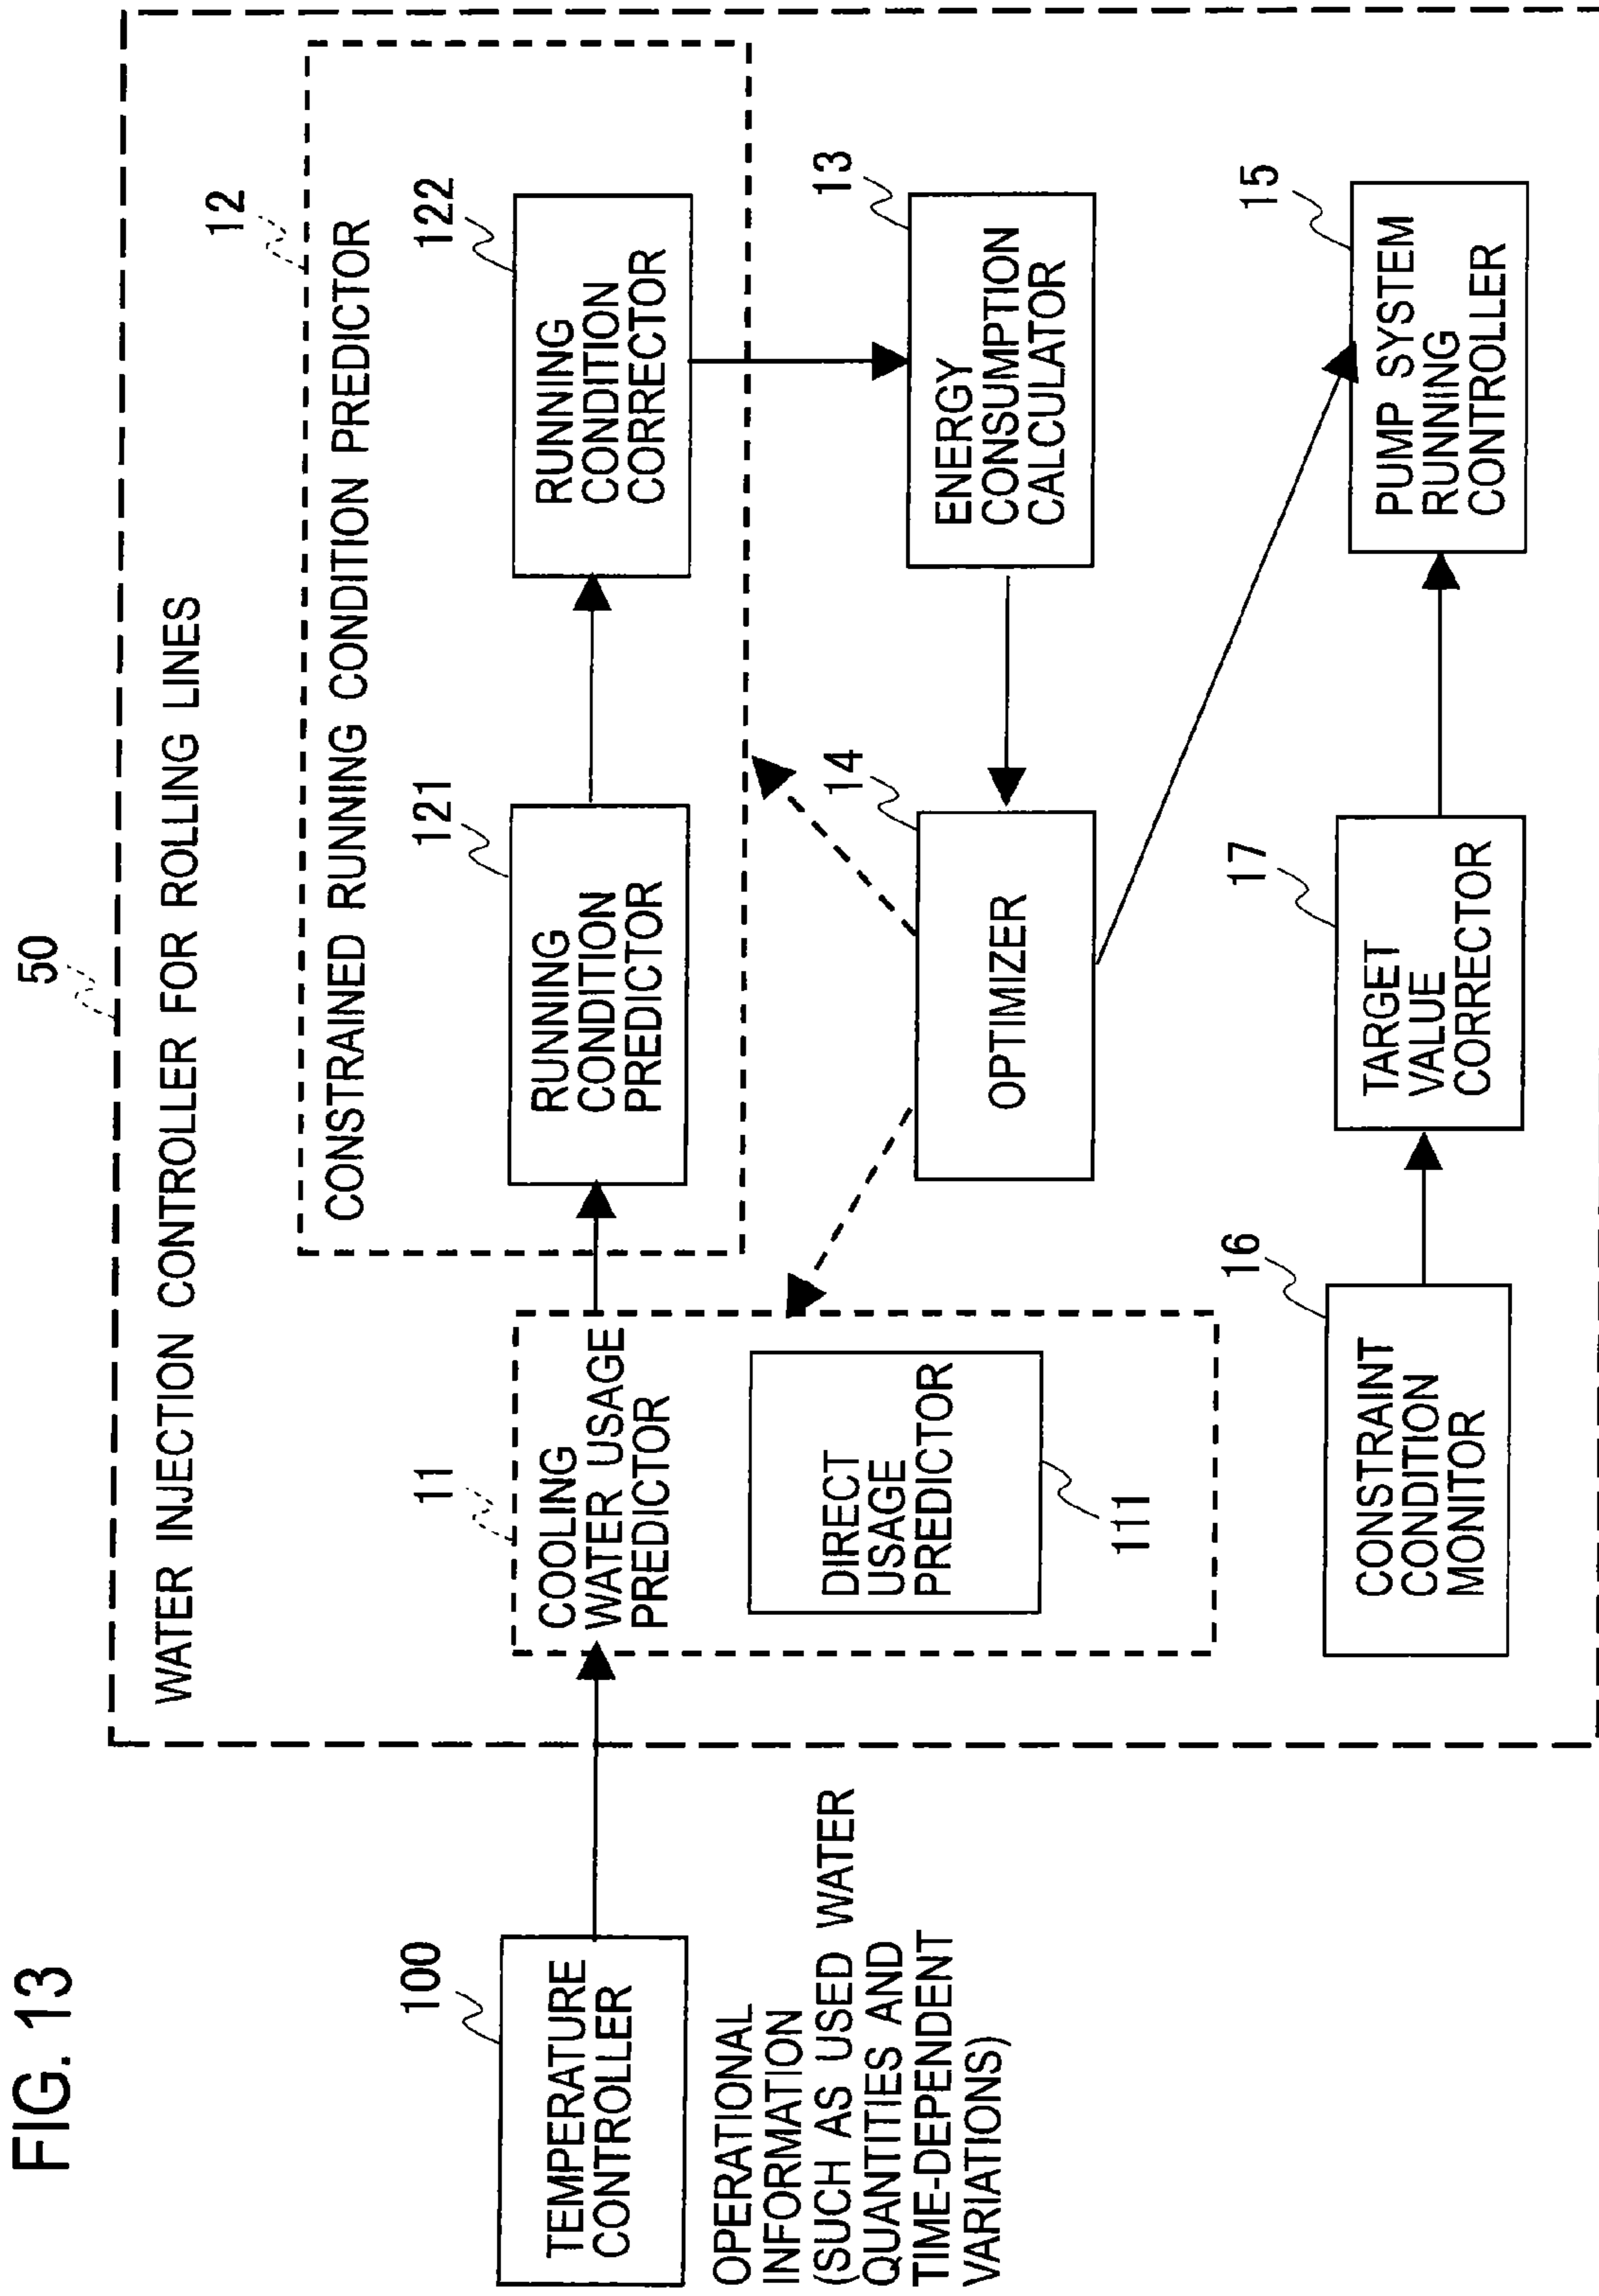 FIG. 13
50
WATER INJECTION CONTROLLER FOR ROLLING LINES
12
CONSTRAINED RUNNING CONDITION PREDICTOR
100
TEMPERATURE
CONTROLLER
OPERATIONAL
INFORMATION
(SUCH AS USED WATER
QUANTITIES AND
TIME-DEPENDENT
VARIATIONS)
11
COOLING
WATER USAGE
PREDICTOR
DIRECT
USAGE
PREDICTOR
111
121
RUNNING
CONDITION
PREDICTOR
122
RUNNING
CONDITION
CORRECTOR
14
OPTIMIZER
13
ENERGY
CONSUMPTION
CALCULATOR
16
CONSTRAINT
CONDITION
MONITOR
17
TARGET
VALUE
CORRECTOR
15
PUMP SYSTEM
RUNNING
CONTROLLER